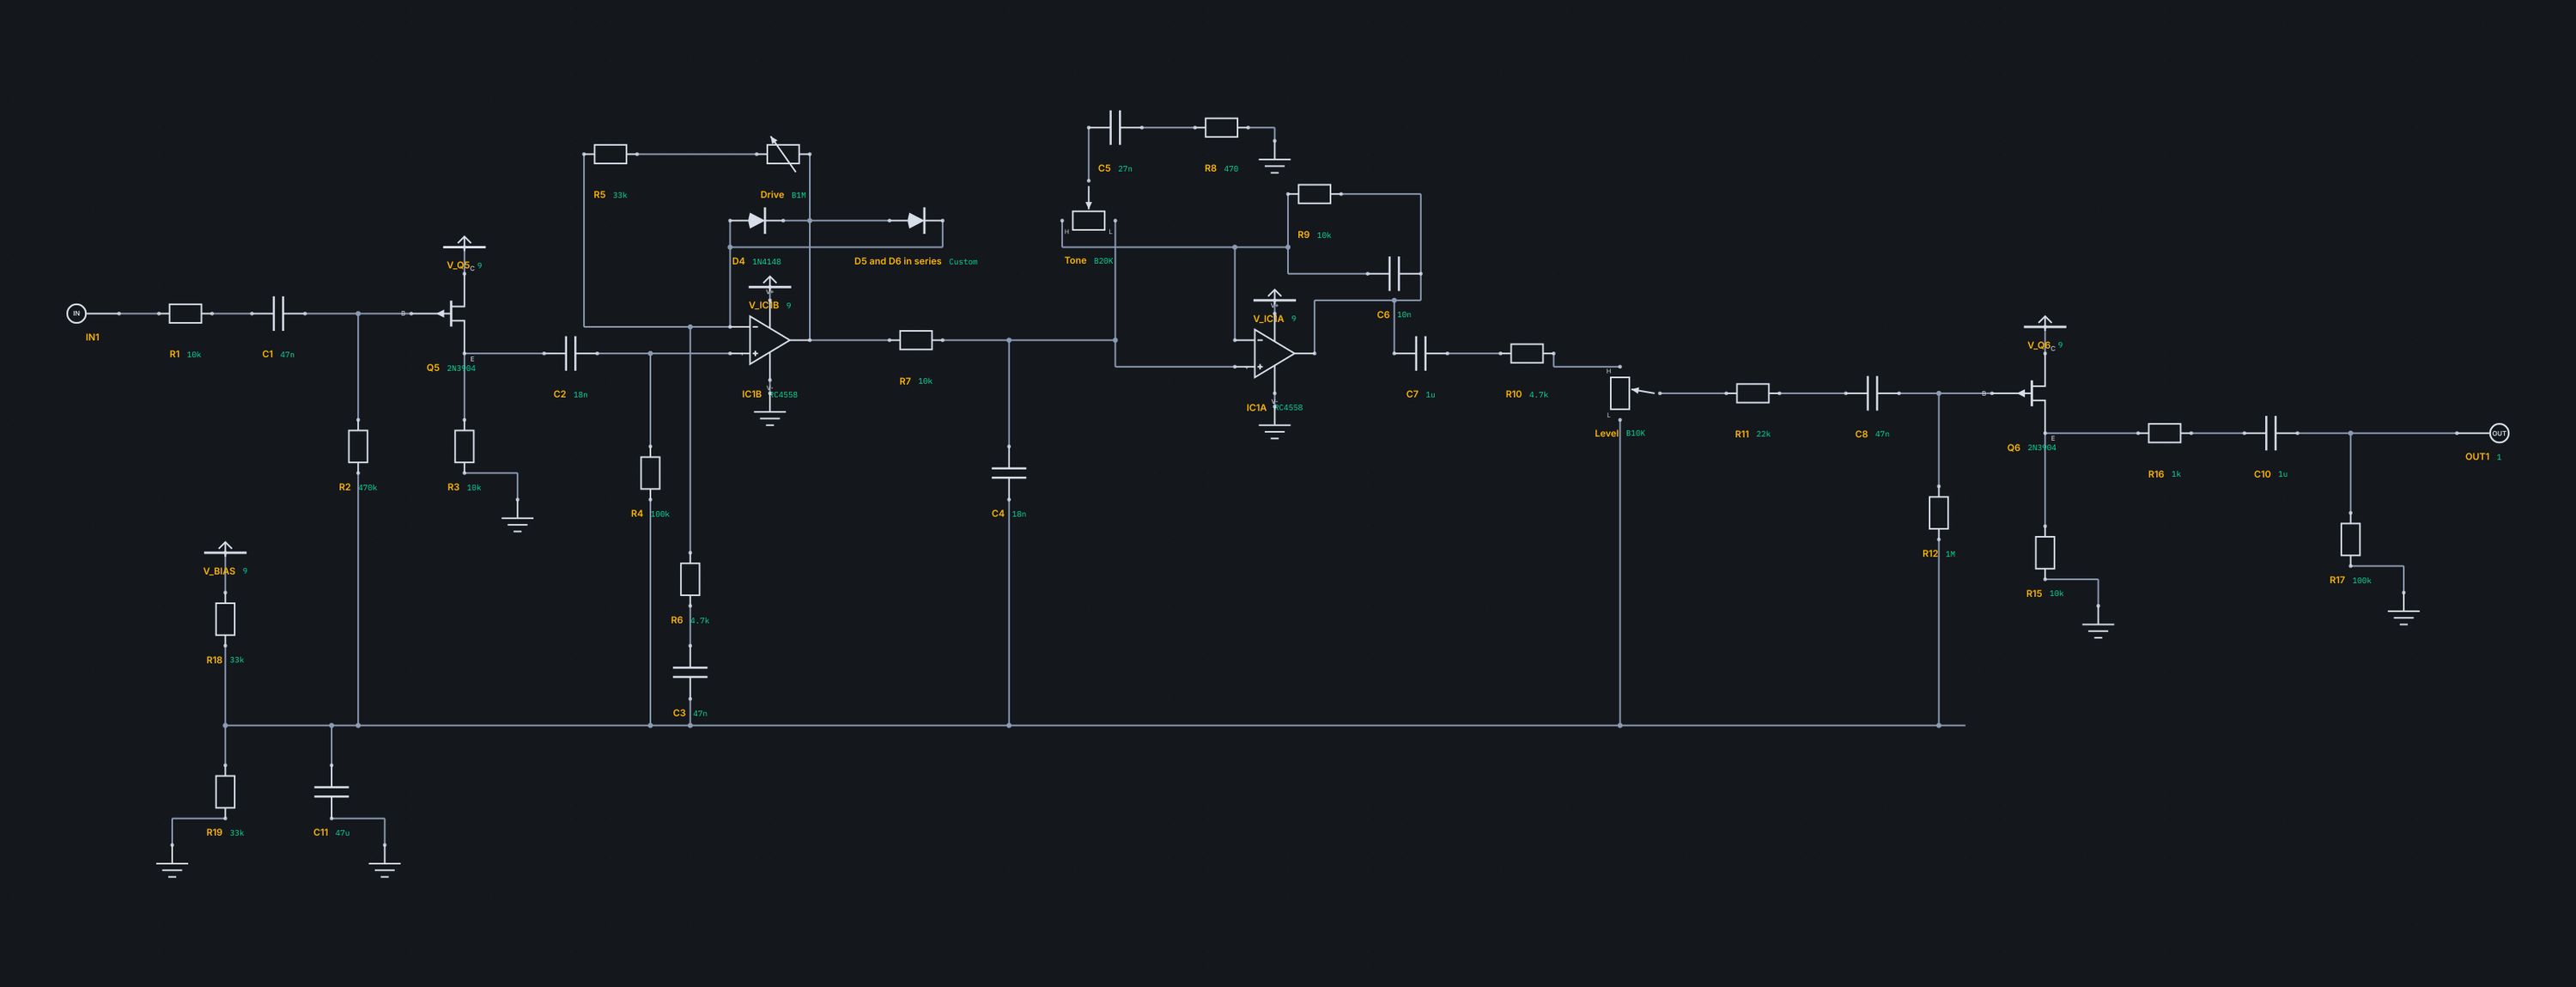 C5 27n
R8 470
R5 33k
Drive B1M
H
L
R9 10k
D4 1N4148
D5 and D6 in series Custom
Tone B20K
V_Q5 9
C
V_IC1B 9
IN
B
IN1
R1 10k
C1 47n
E
Q5 2N3904
C2 18n
IC1B RC4558
R7 10k
V_IC1A 9
C6 10n
IC1A RC4558
C7 1u
R10 4.7k
H
L
Level B10K
R11 22k
C8 47n
V_Q6 9
C
B
E
Q6 2N3904
R16 1k
C10 1u
OUT
OUT1 1
R2 470k
R3 10k
R4 100k
C4 18n
R12 1M
R15 10k
R17 100k
V_BIAS 9
R6 4.7k
R18 33k
C3 47n
R19 33k
C11 47u